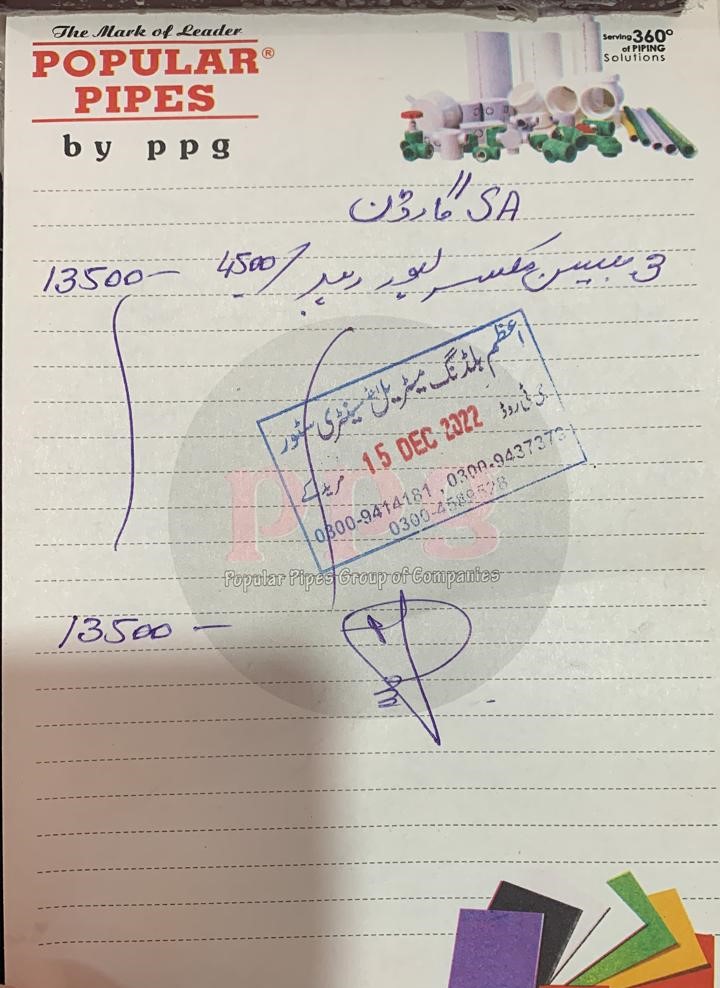 The Mark of Leader
POPULAR®
PIPES
by ppg
Serving 360°
of PIPING
Solutions
SA گارڈن
3 بیسن مکسر لیور 4500/ 13500-
اعظم بلڈنگ میٹریل اینڈ سینٹری سٹور
جی ٹی روڈ
15 DEC 2022
مریدکے
0300-9414181, 0300-9437373
0300-4589528
ppg
Popular Pipes Group of Companies
13500-